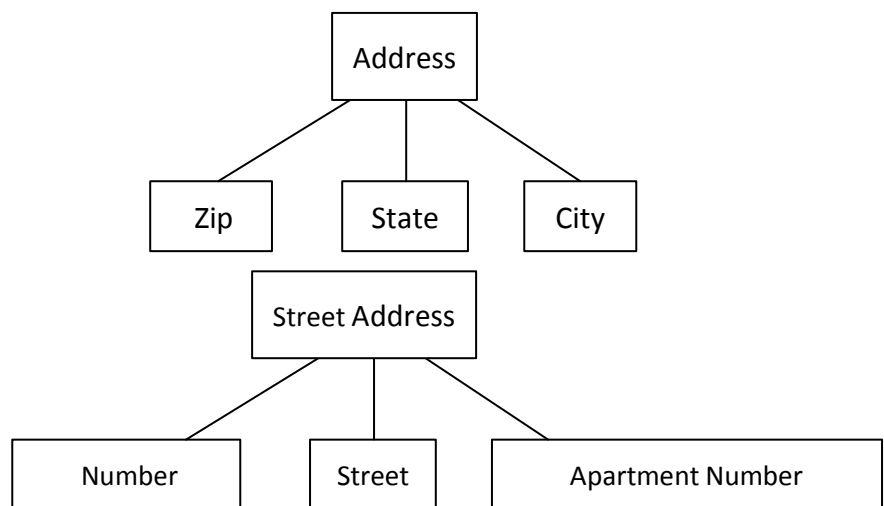 Address
Zip State City
Street Address
Number Street Apartment Number